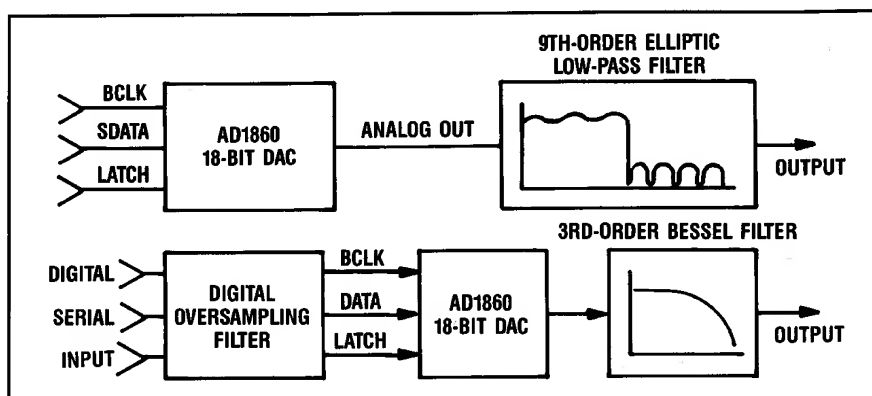 9TH-ORDER ELLIPTIC
LOW-PASS FILTER
BCLK
SDATA
LATCH
AD1860
18-BIT DAC
ANALOG OUT
OUTPUT
3RD-ORDER BESSEL FILTER
DIGITAL
SERIAL
INPUT
DIGITAL
OVERSAMPLING
FILTER
BCLK
DATA
LATCH
AD1860
18-BIT DAC
OUTPUT